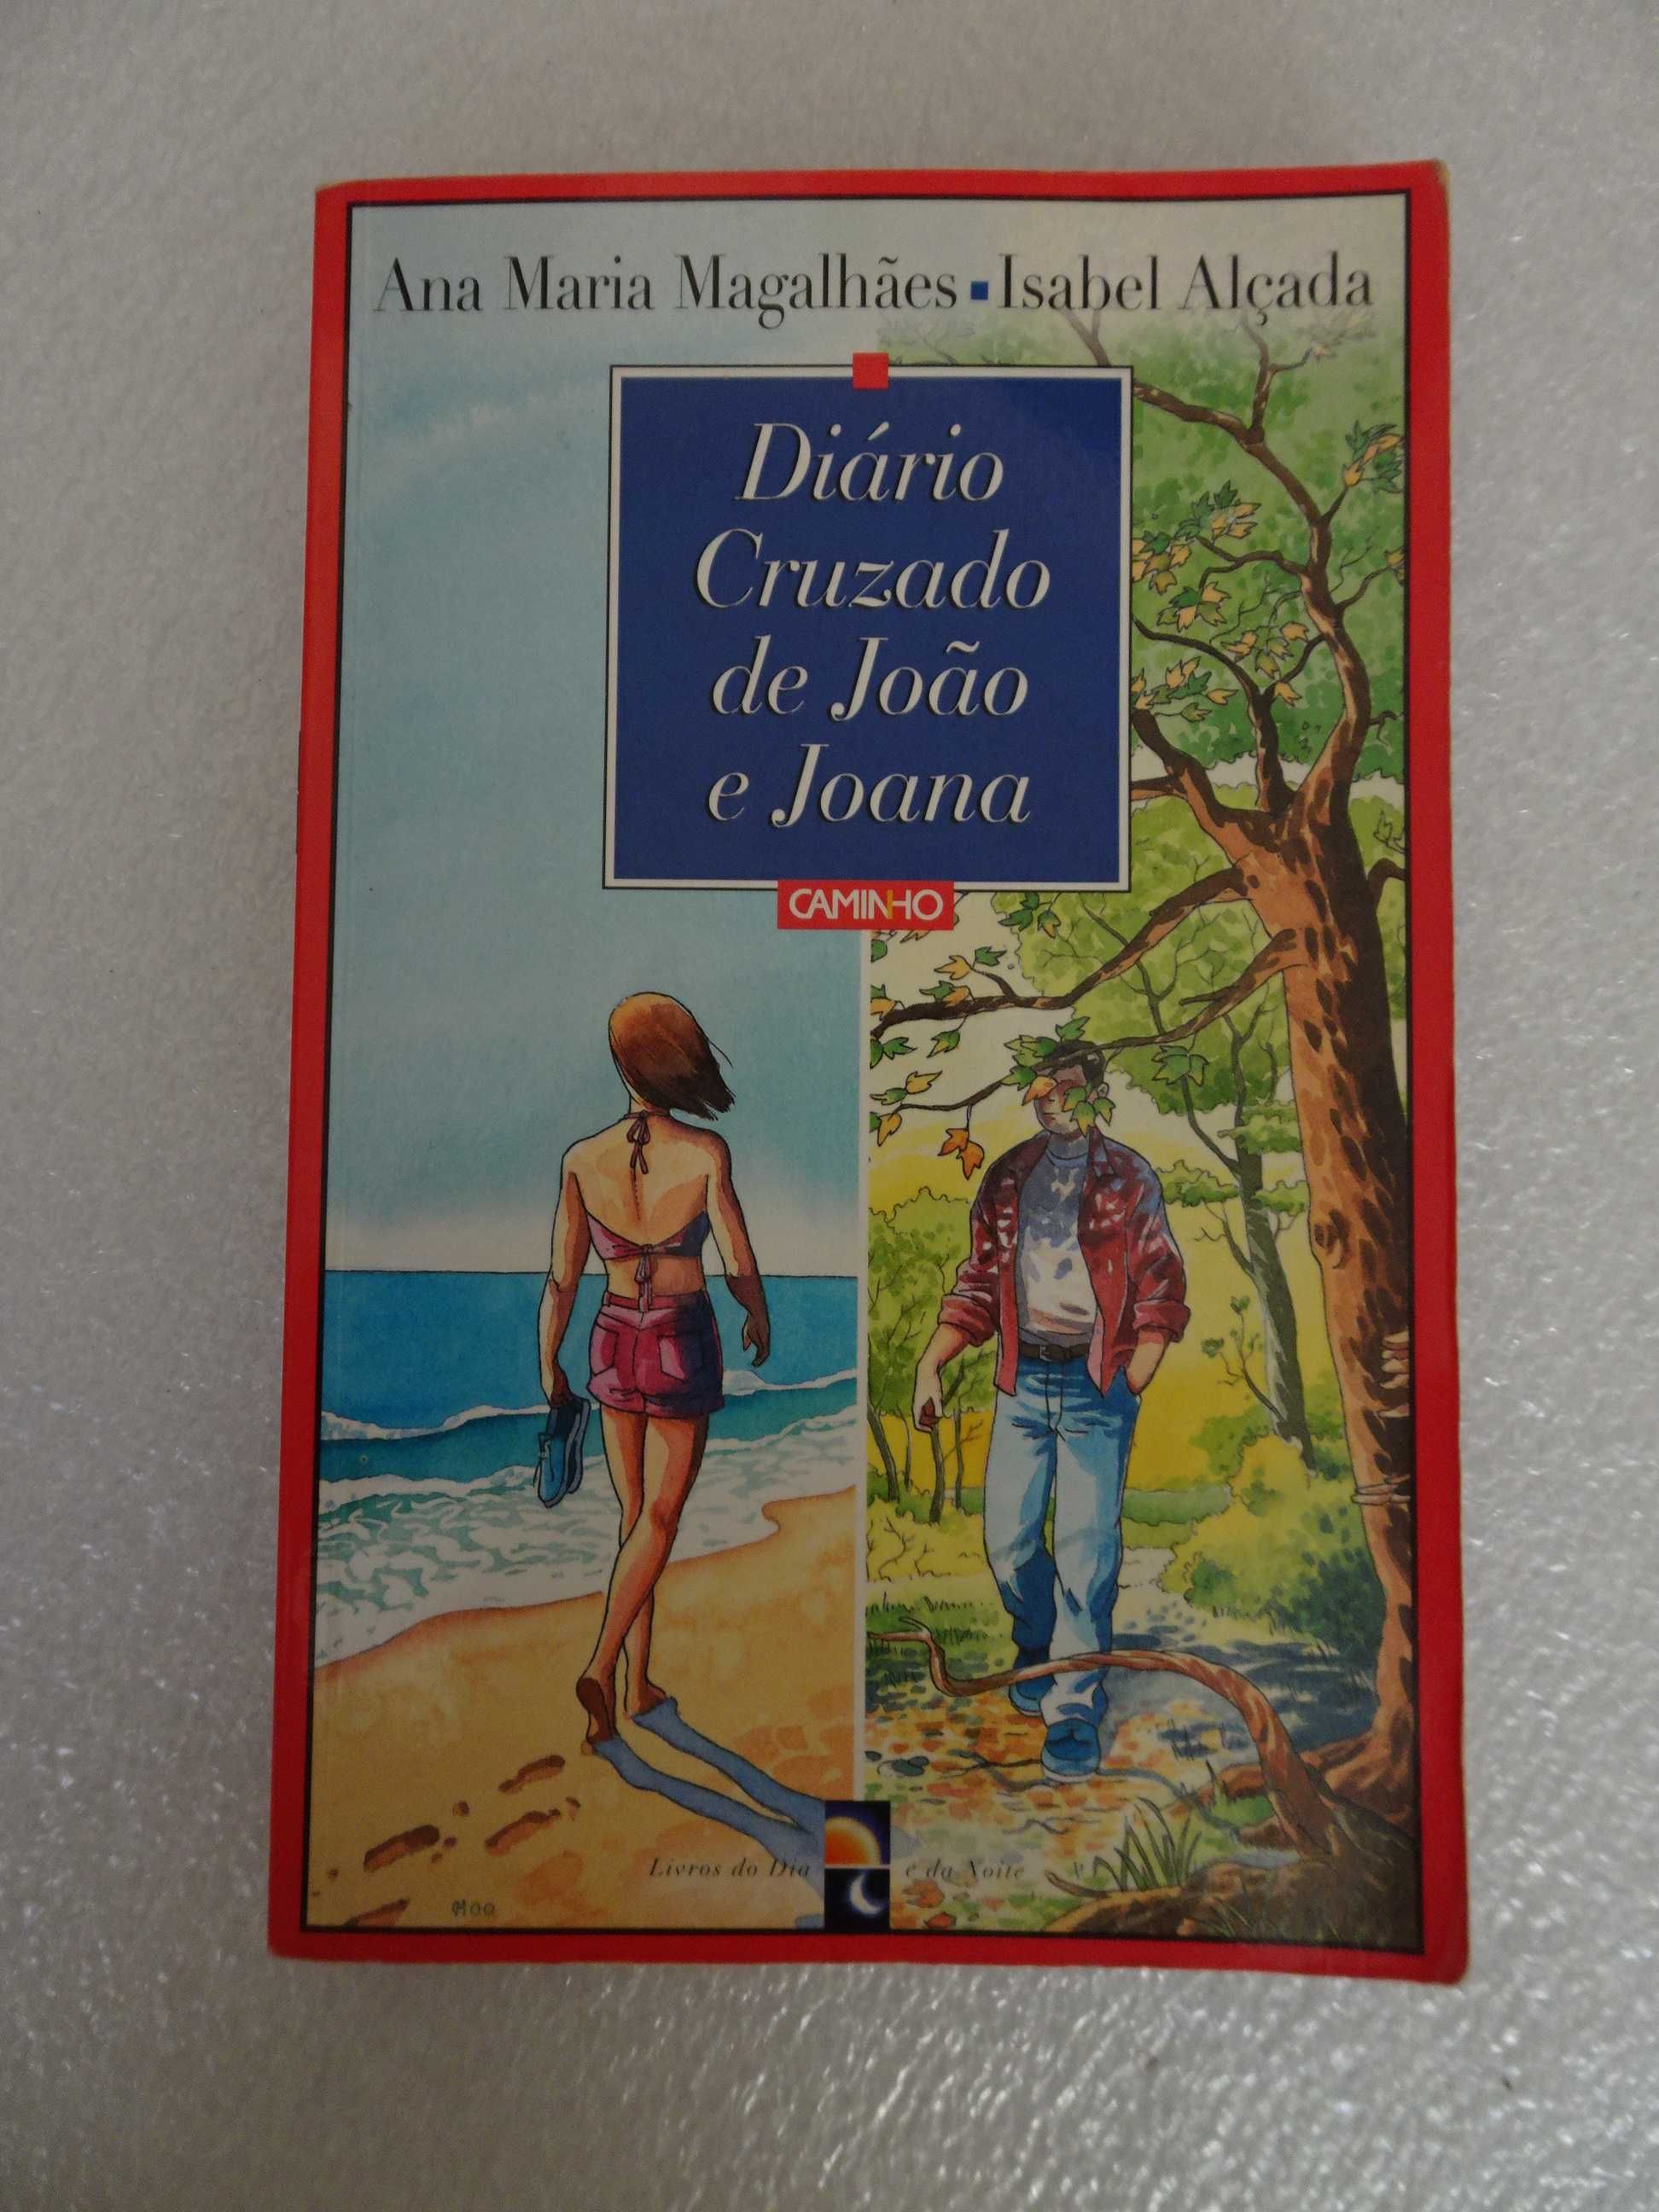 Ana Maria Magalhães ▪ Isabel Alçada
Diário
Cruzado
de João
e Joana
CAMINHO
Livros do Dia e da Noite